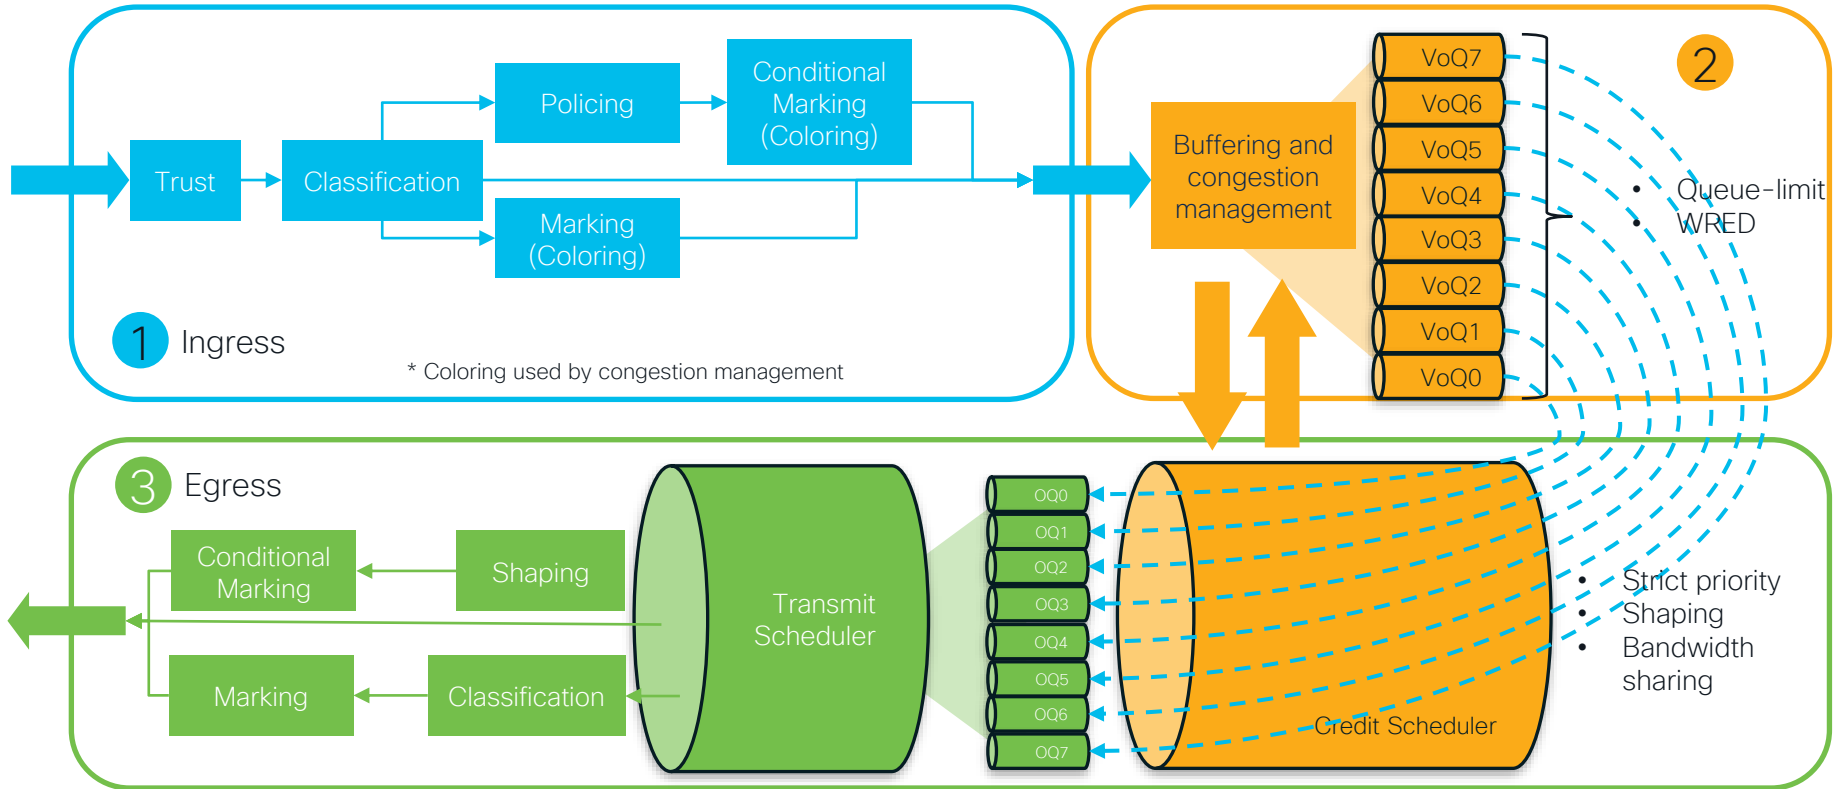 Trust
Classification
Policing
Conditional
Marking
(Coloring)
Marking
(Coloring)
1 Ingress
* Coloring used by congestion management
2
Buffering and
congestion
management
VoQ7
VoQ6
VoQ5
VoQ4
VoQ3
VoQ2
VoQ1
VoQ0
• Queue-limit
• WRED
3 Egress
Conditional
Marking
Shaping
Marking
Classification
Transmit
Scheduler
OQ0
OQ1
OQ2
OQ3
OQ4
OQ5
OQ6
OQ7
Credit Scheduler
• Strict priority
• Shaping
• Bandwidth
sharing